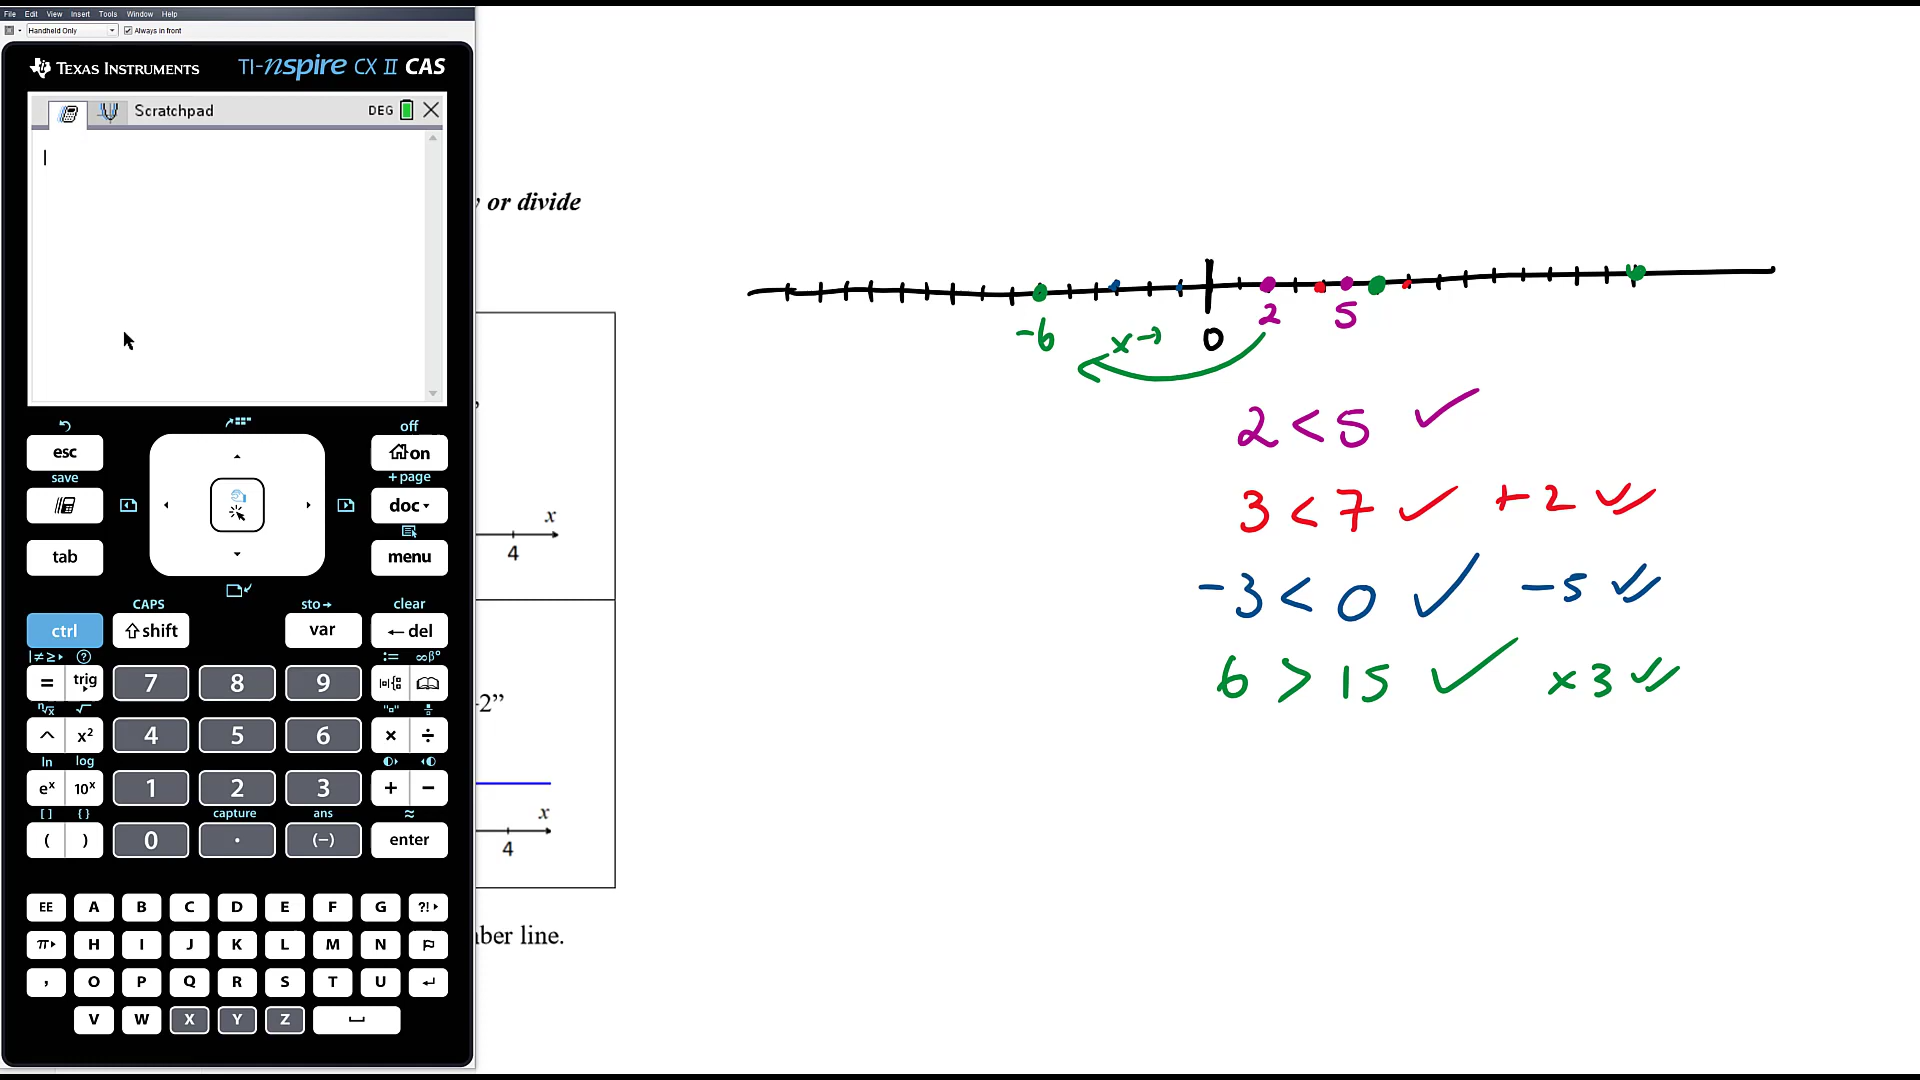 File Edit View Insert Tools Window Help
Handheld Only Always in front
TEXAS INSTRUMENTS TI-nspire CX II CAS
Scratchpad DEG
or divide
x
4
2”
x
4
ber line.
off
esc on
save + page
doc
tab menu
CAPS sto→ clear
ctrl ⇧shift var ←del
|≠≥▸ ? := ∞β°
= trig 7 8 9 |□|{
ⁿ√x √ "□"
^ x² 4 5 6 × ÷
ln log
eˣ 10ˣ 1 2 3 + −
[ ] { } capture ans ≈
( ) 0 . (−) enter
EE A B C D E F G ?!▸
π▸ H I J K L M N
, O P Q R S T U ↵
V W X Y Z
-6 x- 0 2 5
2 < 5 ✓
3 < 7 ✓ +2 ✓✓
-3 < 0 ✓ -5 ✓✓
6 > 15 ✓ ×3 ✓✓